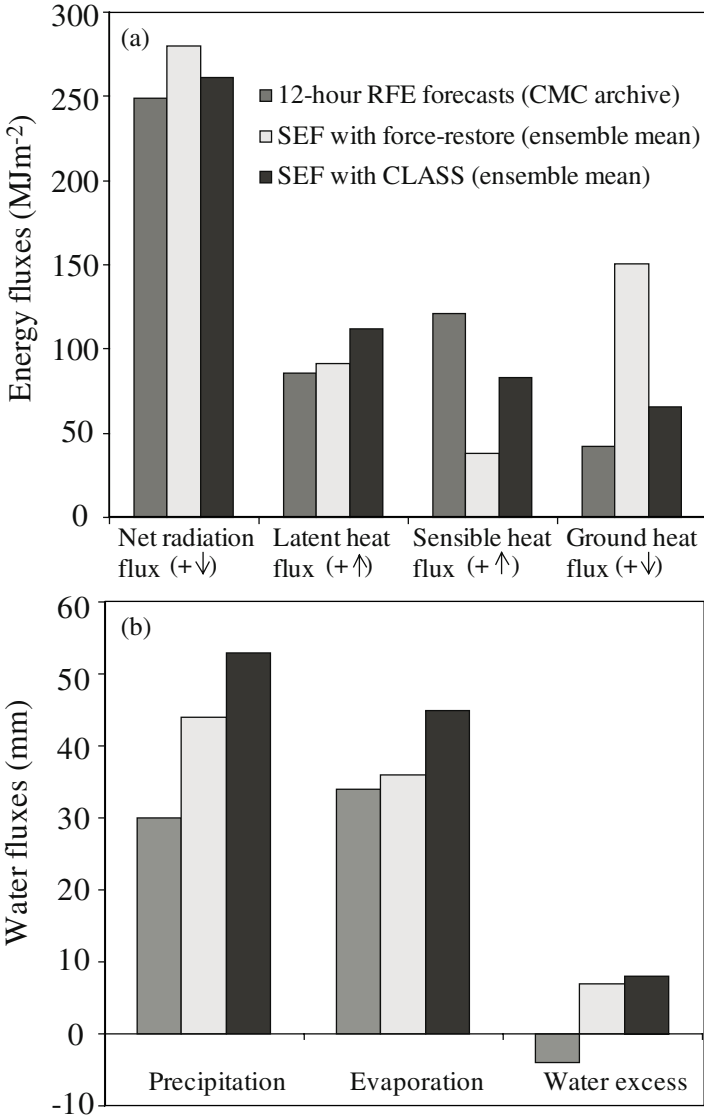 300
(a)
250
200
150
100
50
0
Energy fluxes (MJm-2)
12-hour RFE forecasts (CMC archive)
SEF with force-restore (ensemble mean)
SEF with CLASS (ensemble mean)
Net radiation
flux (+↓)
Latent heat
flux (+↑)
Sensible heat
flux (+↑)
Ground heat
flux (+↓)
60
(b)
50
40
30
20
10
0
-10
Water fluxes (mm)
Precipitation
Evaporation
Water excess